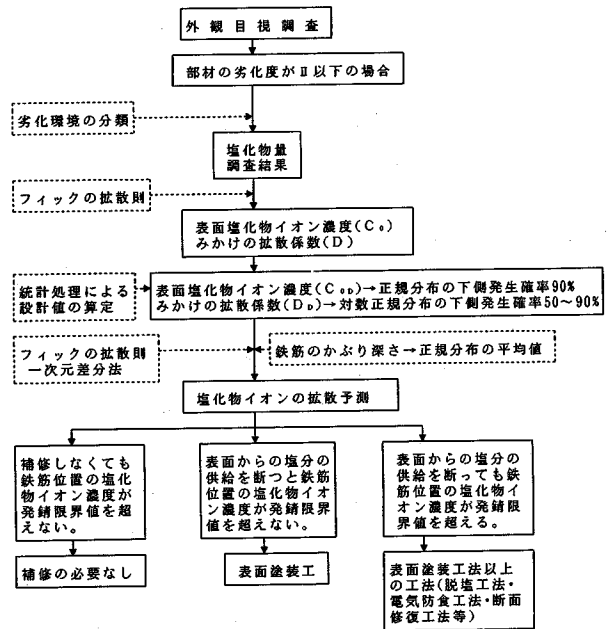 外観目視調査
部材の劣化度がⅡ以下の場合
劣化環境の分類
塩化物量
調査結果
フィックの拡散則
表面塩化物イオン濃度(C₀)
みかけの拡散係数(D)
統計処理による
設計値の算定
表面塩化物イオン濃度(C₀D)→正規分布の下側発生確率90%
みかけの拡散係数(DD)→対数正規分布の下側発生確率50～90%
フィックの拡散則
一次元差分法
鉄筋のかぶり深さ→正規分布の平均値
塩化物イオンの拡散予測
補修しなくても
鉄筋位置の塩化
物イオン濃度が
発錆限界値を超
えない。
表面からの塩分の
供給を断つと鉄筋
位置の塩化物イオ
ン濃度が発錆限界
値を超えない。
表面からの塩分の
供給を断っても鉄
筋位置の塩化物イ
オン濃度が発錆限
界値を超える。
補修の必要なし
表面塗装工
表面塗装工法以上
の工法(脱塩工法・
電気防食工法・断面
修復工法等)